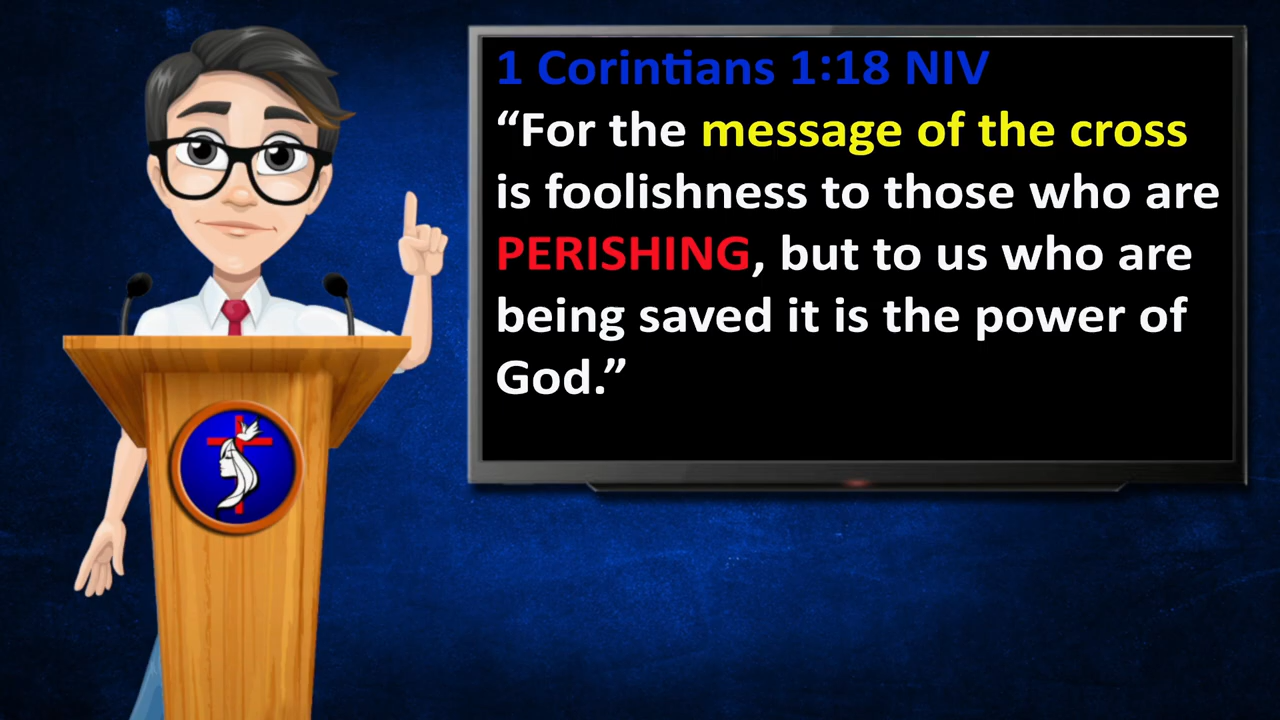 1 Corintians 1:18 NIV
“For the message of the cross
is foolishness to those who are
PERISHING, but to us who are
being saved it is the power of
God.”